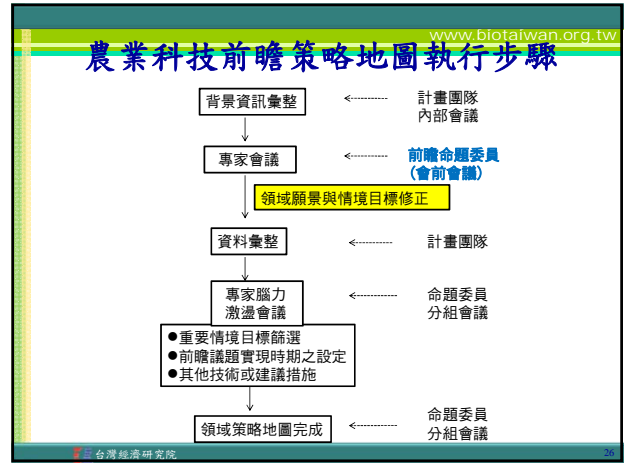 www.biotaiwan.org.tw
農業科技前瞻策略地圖執行步驟
背景資訊彙整
計畫團隊
內部會議
專家會議
前瞻命題委員
(會前會議)
領域願景與情境目標修正
資料彙整
計畫團隊
專家腦力
激盪會議
命題委員
分組會議
●重要情境目標篩選
●前瞻議題實現時期之設定
●其他技術或建議措施
領域策略地圖完成
命題委員
分組會議
台灣經濟研究院
26